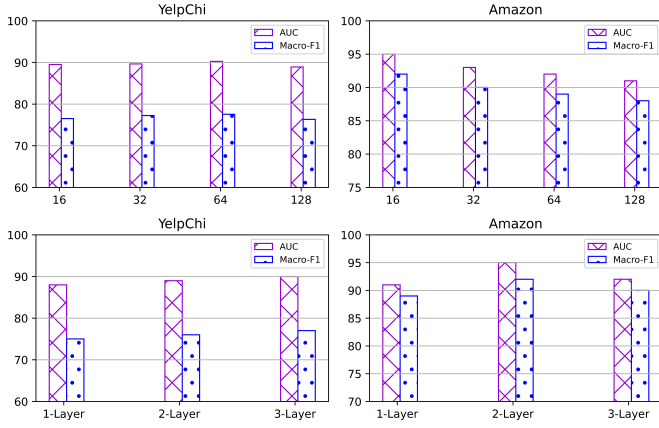 YelpChi
100
90
80
70
60
16
32
64
128
AUC
Macro-F1
Amazon
100
95
90
85
80
75
16
32
64
128
AUC
Macro-F1
YelpChi
100
90
80
70
60
1-Layer
2-Layer
3-Layer
AUC
Macro-F1
Amazon
100
95
90
85
80
75
70
1-Layer
2-Layer
3-Layer
AUC
Macro-F1